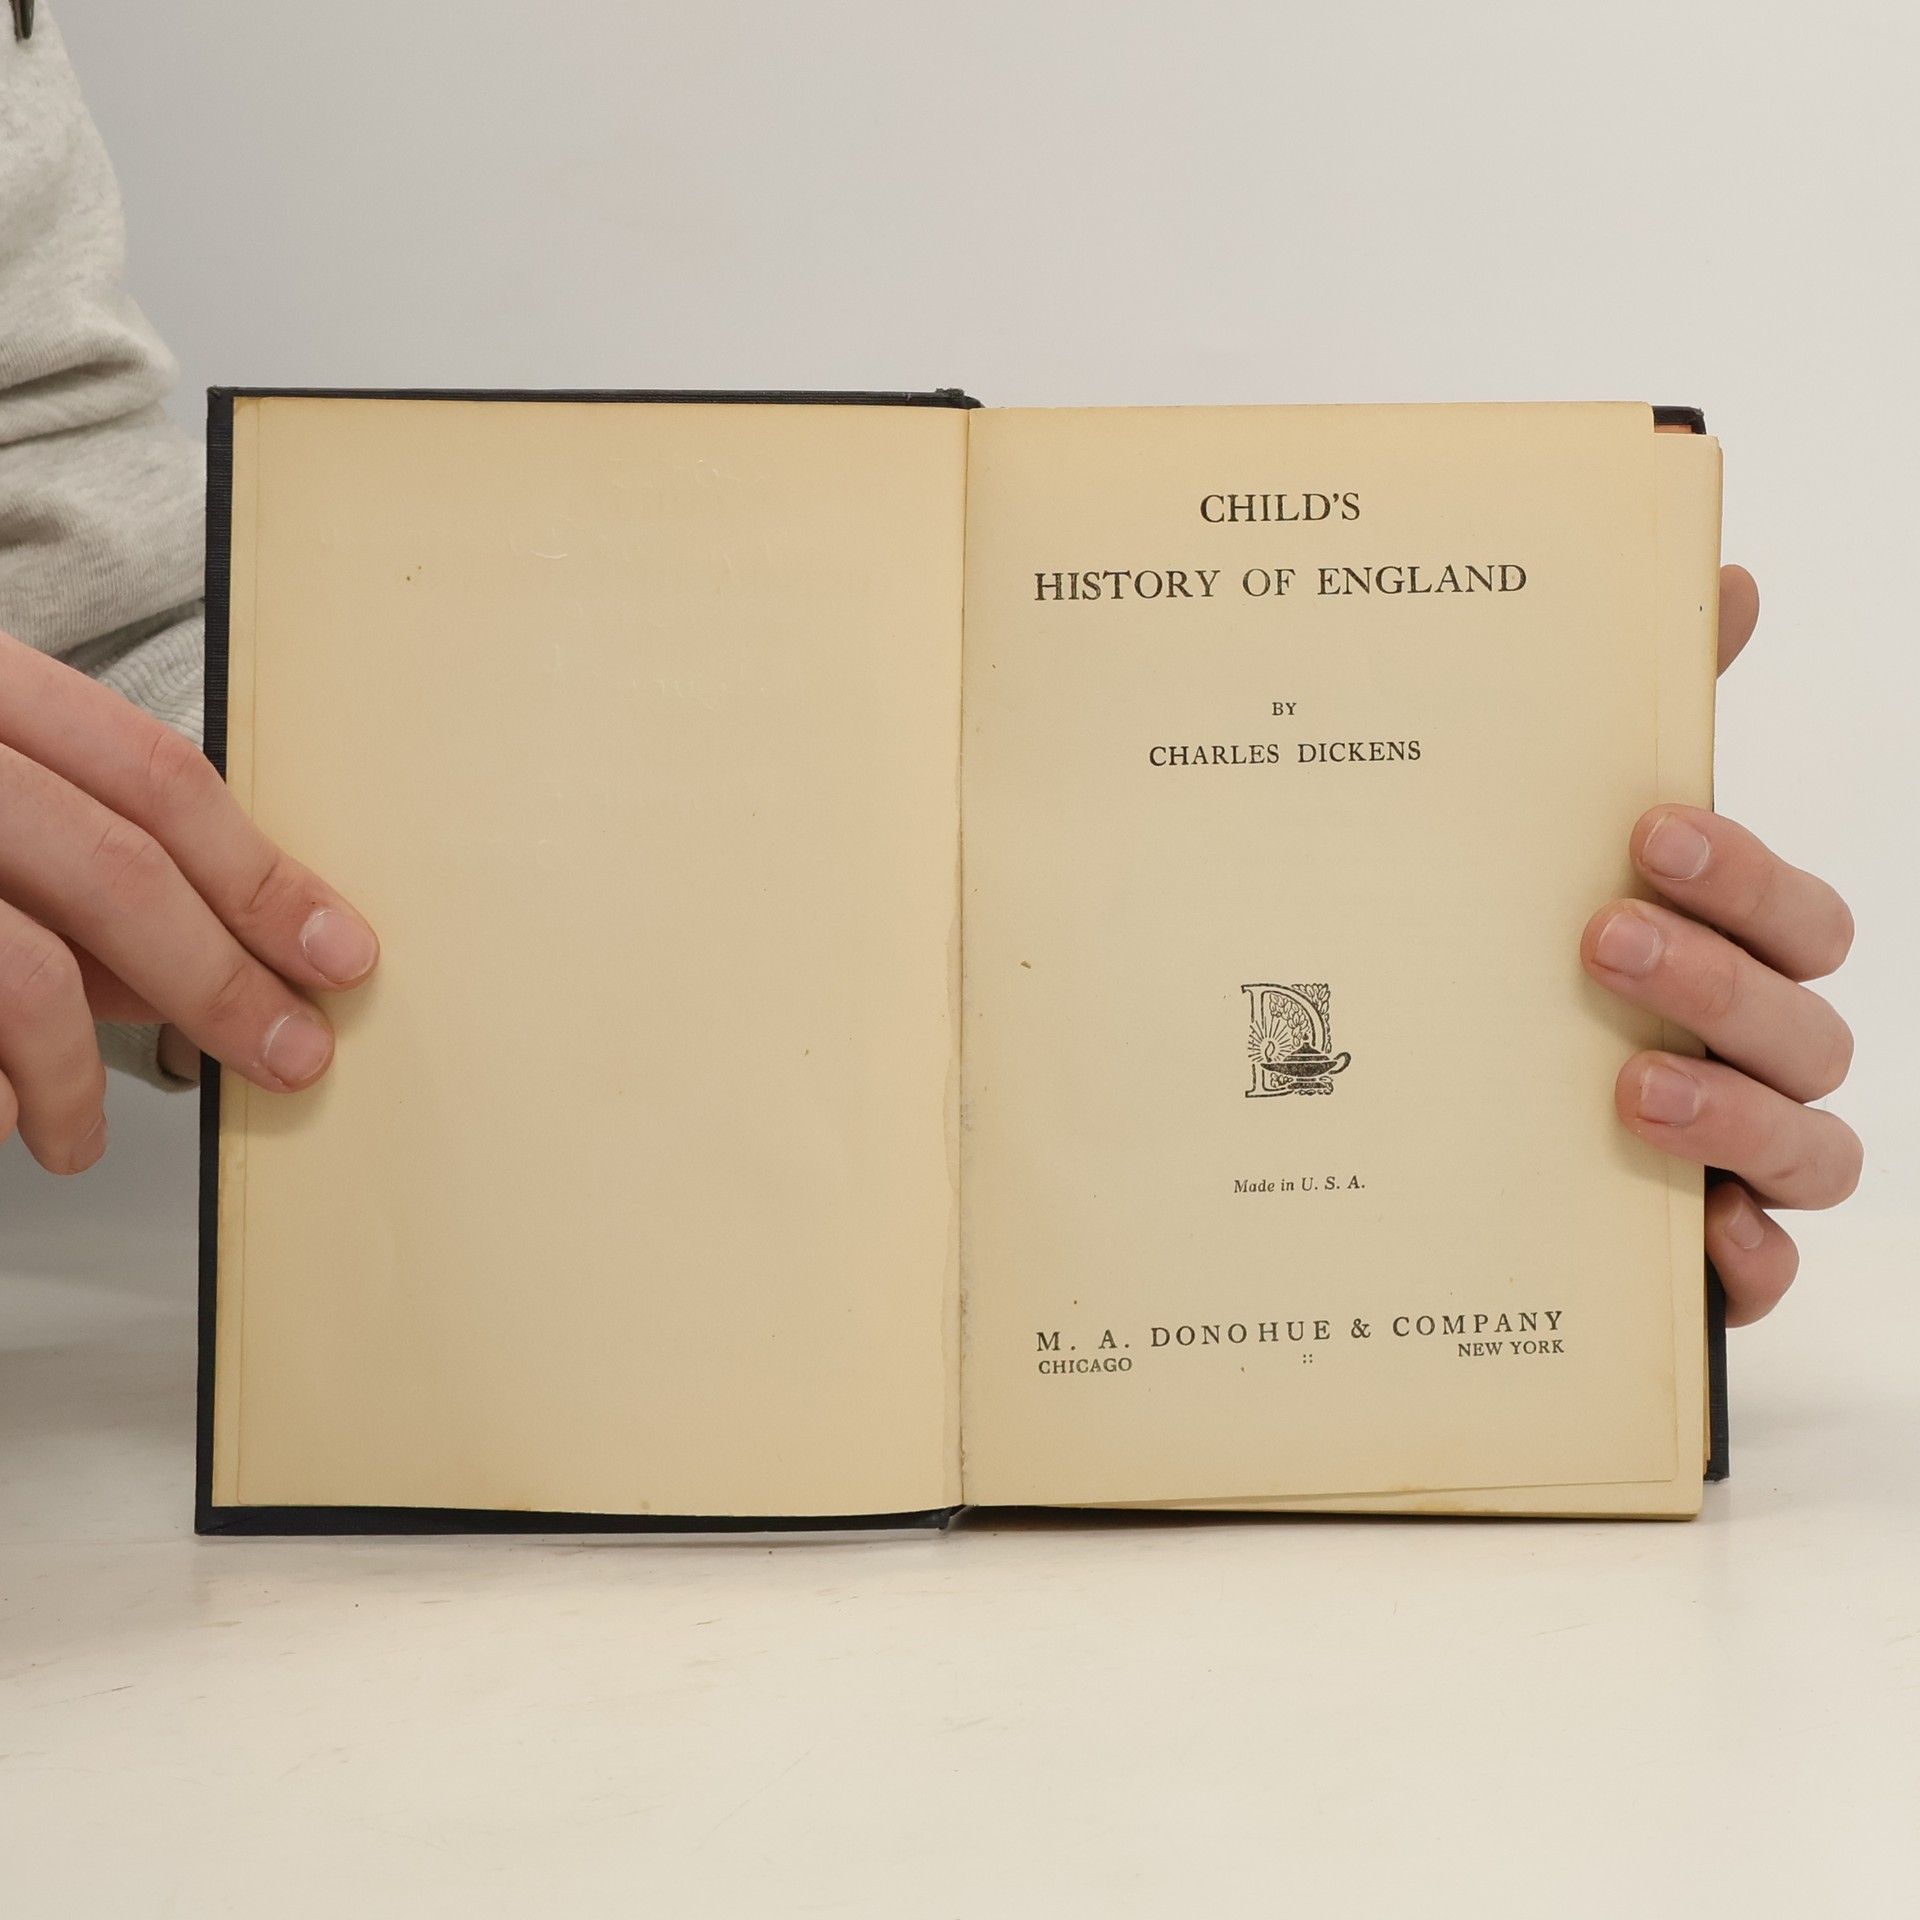 CHILD'S
HISTORY OF ENGLAND
BY
CHARLES DICKENS
D
Made in U. S. A.
M. A. DONOHUE & COMPANY
CHICAGO :: NEW YORK